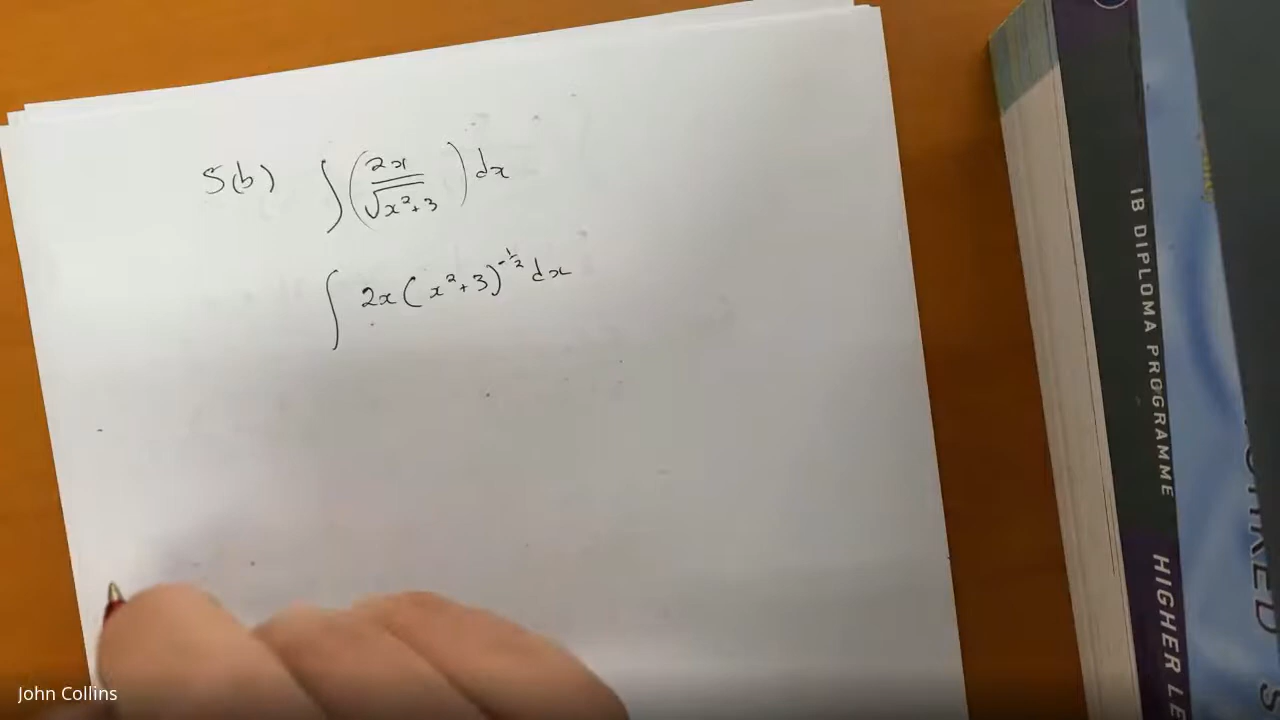 5(b) ∫(2x/√(x²+3))dx
∫2x(x²+3)^(-1/2) dx
IB DIPLOMA PROGRAMME
HIGHER LE
John Collins